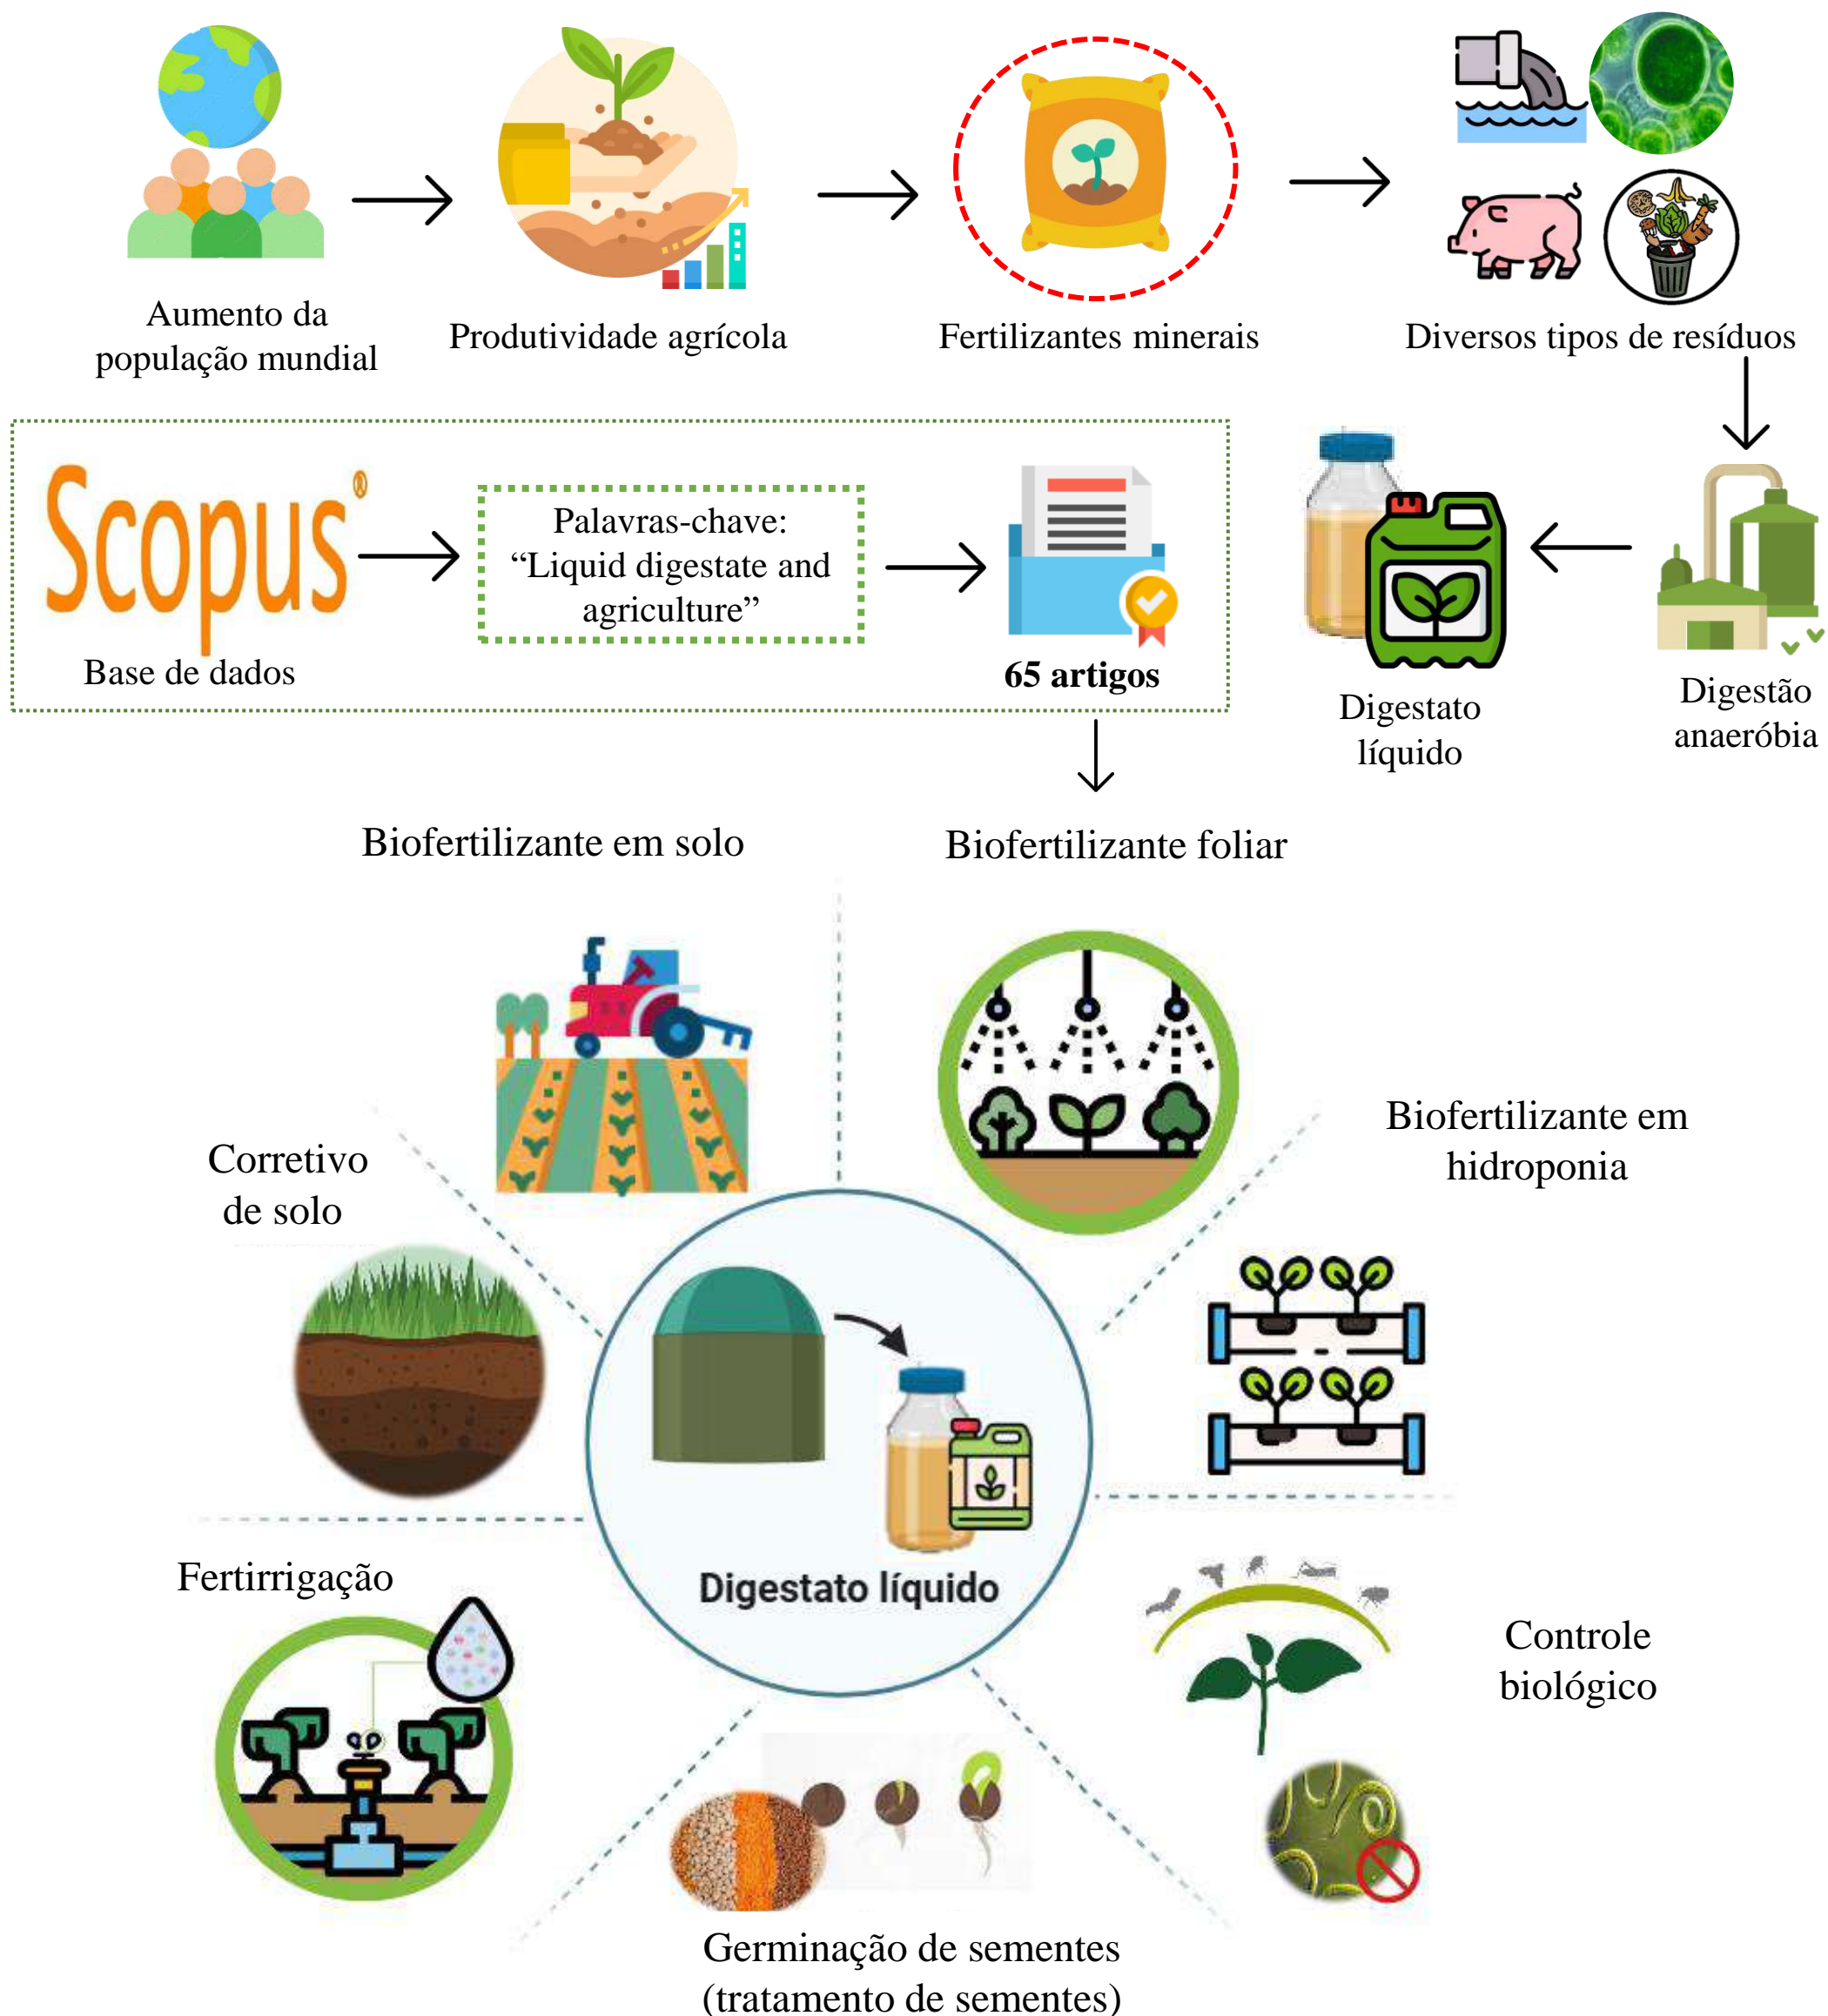 Aumento da
população mundial
Produtividade agrícola
Fertilizantes minerais
Diversos tipos de resíduos
Scopus®
Base de dados
Palavras-chave:
“Liquid digestate and
agriculture”
65 artigos
Digestato
líquido
Digestão
anaeróbia
Biofertilizante em solo
Biofertilizante foliar
Biofertilizante em
hidroponia
Corretivo
de solo
Digestato líquido
Fertirrigação
Controle
biológico
Germinação de sementes
(tratamento de sementes)